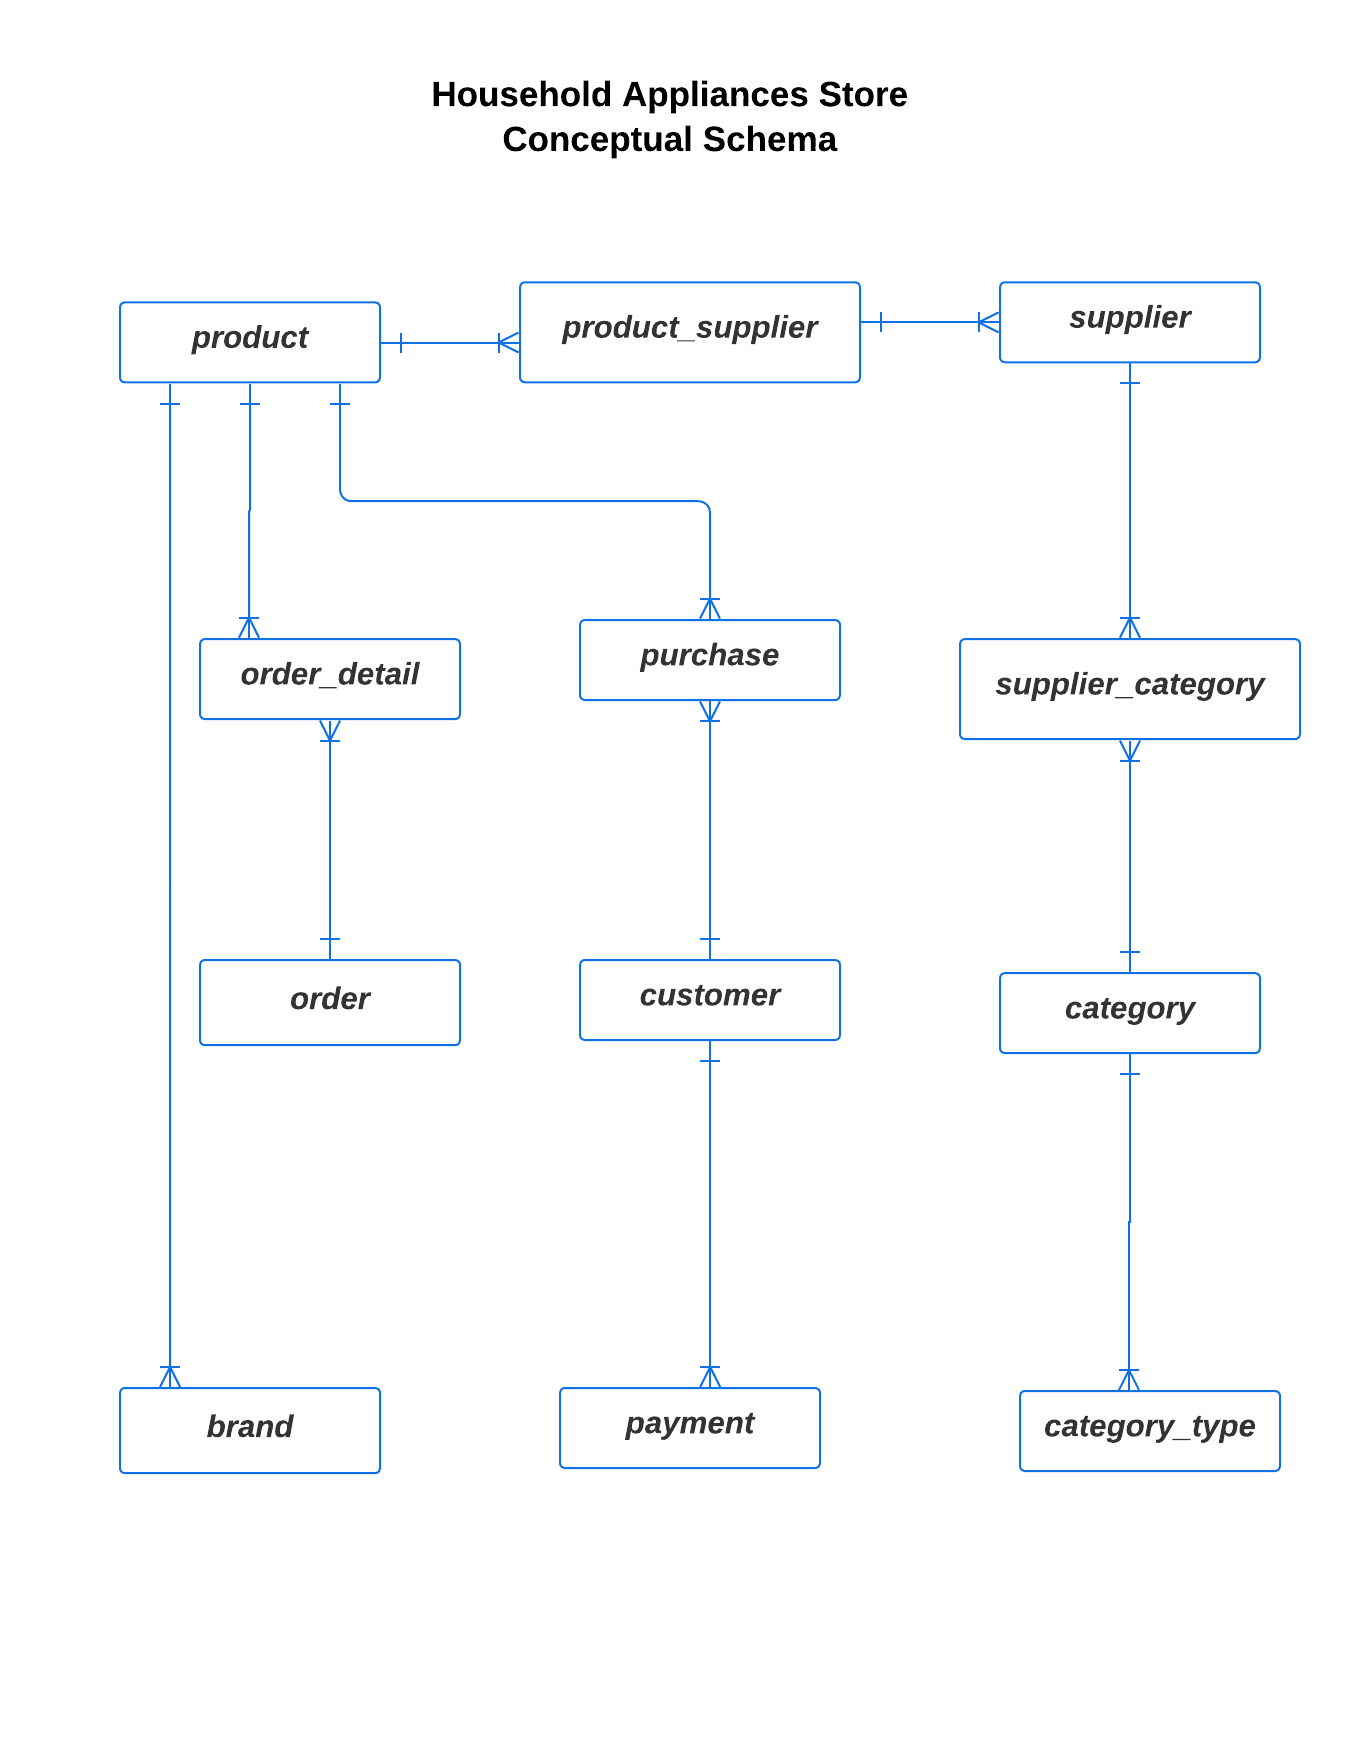 Household Appliances Store
Conceptual Schema
product
product_supplier
supplier
order_detail
purchase
supplier_category
order
customer
category
brand
payment
category_type